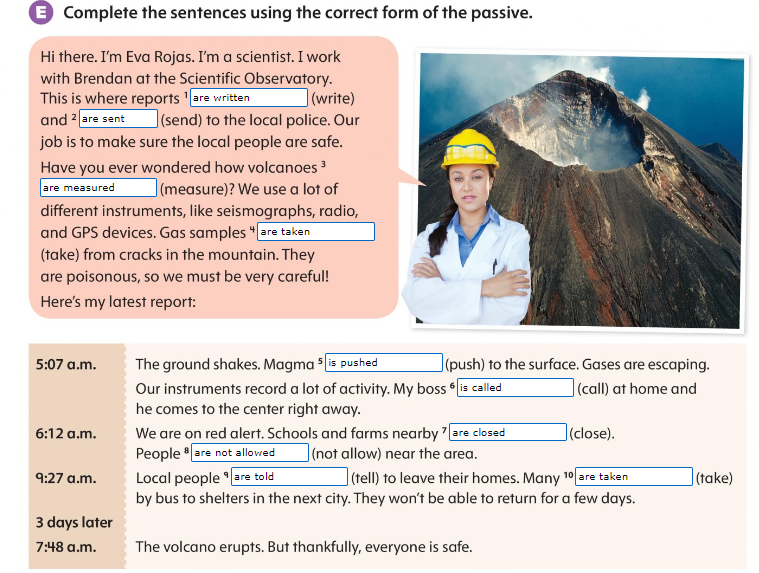 E Complete the sentences using the correct form of the passive.
Hi there. I'm Eva Rojas. I'm a scientist. I work
with Brendan at the Scientific Observatory.
This is where reports 1 are written (write)
and 2 are sent (send) to the local police. Our
job is to make sure the local people are safe.
Have you ever wondered how volcanoes 3
are measured (measure)? We use a lot of
different instruments, like seismographs, radio,
and GPS devices. Gas samples 4 are taken
(take) from cracks in the mountain. They
are poisonous, so we must be very careful!
Here's my latest report:
5:07 a.m. The ground shakes. Magma 5 is pushed (push) to the surface. Gases are escaping.
Our instruments record a lot of activity. My boss 6 is called (call) at home and
he comes to the center right away.
6:12 a.m. We are on red alert. Schools and farms nearby 7 are closed (close).
People 8 are not allowed (not allow) near the area.
9:27 a.m. Local people 9 are told (tell) to leave their homes. Many 10 are taken (take)
by bus to shelters in the next city. They won't be able to return for a few days.
3 days later
7:48 a.m. The volcano erupts. But thankfully, everyone is safe.